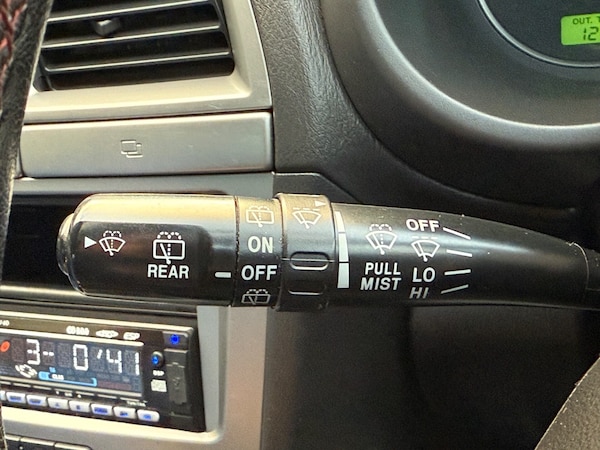 OUT. T
12
OFF
ON
REAR
OFF
PULL
MIST
LO
HI
3
0'41